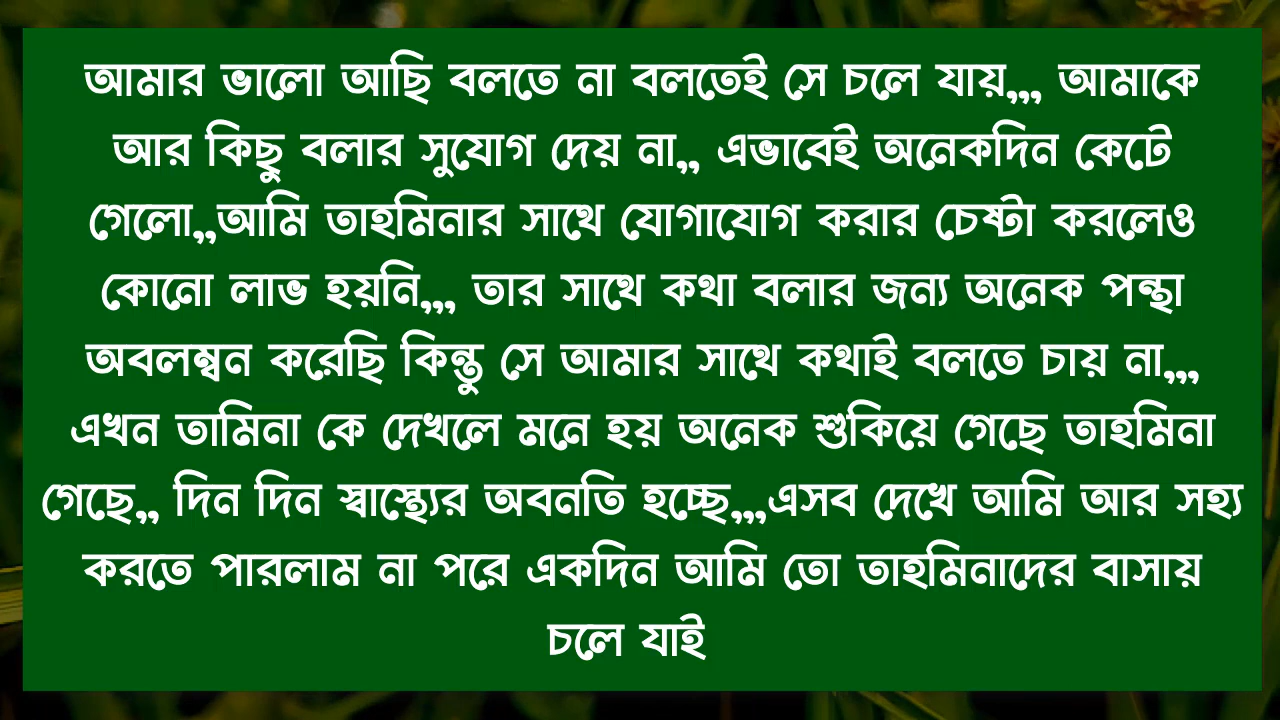 আমার ভালো আছি বলতে না বলতেই সে চলে যায়,,, আমাকে
আর কিছু বলার সুযোগ দেয় না,, এভাবেই অনেকদিন কেটে
গেলো,,আমি তাহমিনার সাথে যোগাযোগ করার চেষ্টা করলেও
কোনো লাভ হয়নি,,, তার সাথে কথা বলার জন্য অনেক পন্থা
অবলম্বন করেছি কিন্তু সে আমার সাথে কথাই বলতে চায় না,,,
এখন তামিনা কে দেখলে মনে হয় অনেক শুকিয়ে গেছে তাহমিনা
গেছে,, দিন দিন স্বাস্থ্যের অবনতি হচ্ছে,,,এসব দেখে আমি আর সহ্য
করতে পারলাম না পরে একদিন আমি তো তাহমিনাদের বাসায়
চলে যাই